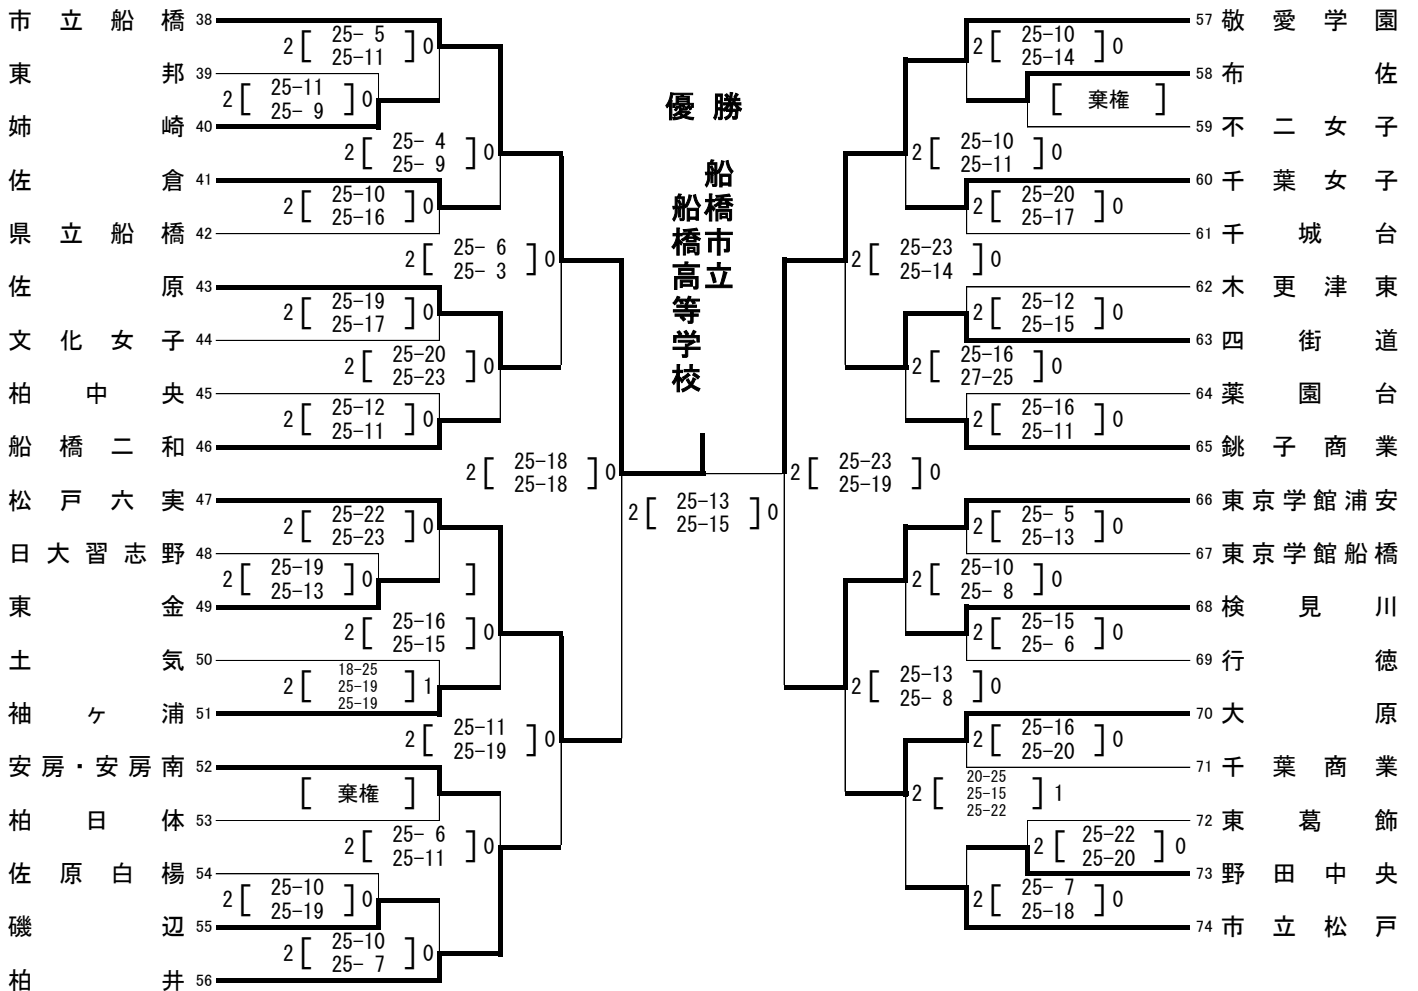 市立船橋 38
2 [ 25- 5 ] 0
25-11
東邦 39
2 [ 25-11 ] 0
25- 9
姉崎 40
2 [ 25- 4 ] 0
25- 9
佐倉 41
2 [ 25-10 ] 0
25-16
県立船橋 42
2 [ 25- 6 ] 0
25- 3
佐原 43
2 [ 25-19 ] 0
25-17
文化女子 44
2 [ 25-20 ] 0
25-23
柏中央 45
2 [ 25-12 ] 0
25-11
船橋二和 46
2 [ 25-18 ] 0
25-18
松戸六実 47
2 [ 25-22 ] 0
25-23
日大習志野 48
2 [ 25-19 ] 0
25-13
]
東金 49
2 [ 25-16 ] 0
25-15
土気 50
2 [ 18-25 ] 1
25-19
25-19
袖ヶ浦 51
2 [ 25-11 ] 0
25-19
安房・安房南 52
[ 棄権 ]
柏日体 53
2 [ 25- 6 ] 0
25-11
佐原白楊 54
2 [ 25-10 ] 0
25-19
磯辺 55
2 [ 25-10 ] 0
25- 7
柏井 56
優勝
船橋市立
船橋高等学校
2 [ 25-13 ] 0
25-15
57 敬愛学園
2 [ 25-10 ] 0
25-14
58 布佐
[ 棄権 ]
59 不二女子
2 [ 25-10 ] 0
25-11
60 千葉女子
2 [ 25-20 ] 0
25-17
61 千城台
2 [ 25-23 ] 0
25-14
62 木更津東
2 [ 25-12 ] 0
25-15
63 四街道
2 [ 25-16 ] 0
27-25
64 薬園台
2 [ 25-16 ] 0
25-11
65 銚子商業
2 [ 25-23 ] 0
25-19
66 東京学館浦安
2 [ 25- 5 ] 0
25-13
67 東京学館船橋
2 [ 25-10 ] 0
25- 8
68 検見川
2 [ 25-15 ] 0
25- 6
69 行徳
2 [ 25-13 ] 0
25- 8
70 大原
2 [ 25-16 ] 0
25-20
71 千葉商業
2 [ 20-25 ] 1
25-15
25-22
72 東葛飾
2 [ 25-22 ] 0
25-20
73 野田中央
2 [ 25- 7 ] 0
25-18
74 市立松戸